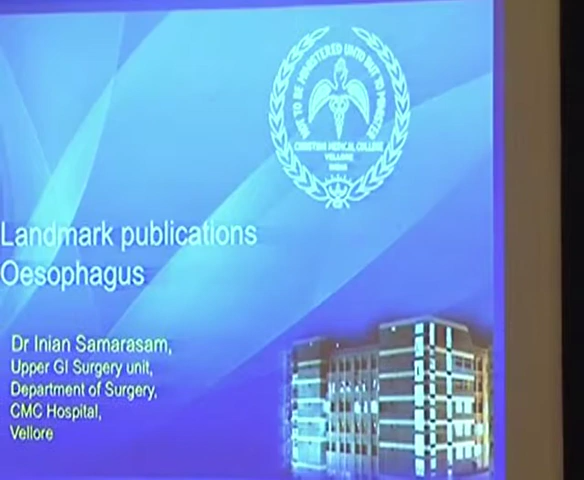 NOT TO BE MINISTERED UNTO BUT TO MINISTER
CHRISTIAN MEDICAL COLLEGE
VELLORE
INDIA
Landmark publications
Oesophagus
Dr Inian Samarasam,
Upper GI Surgery unit,
Department of Surgery,
CMC Hospital,
Vellore